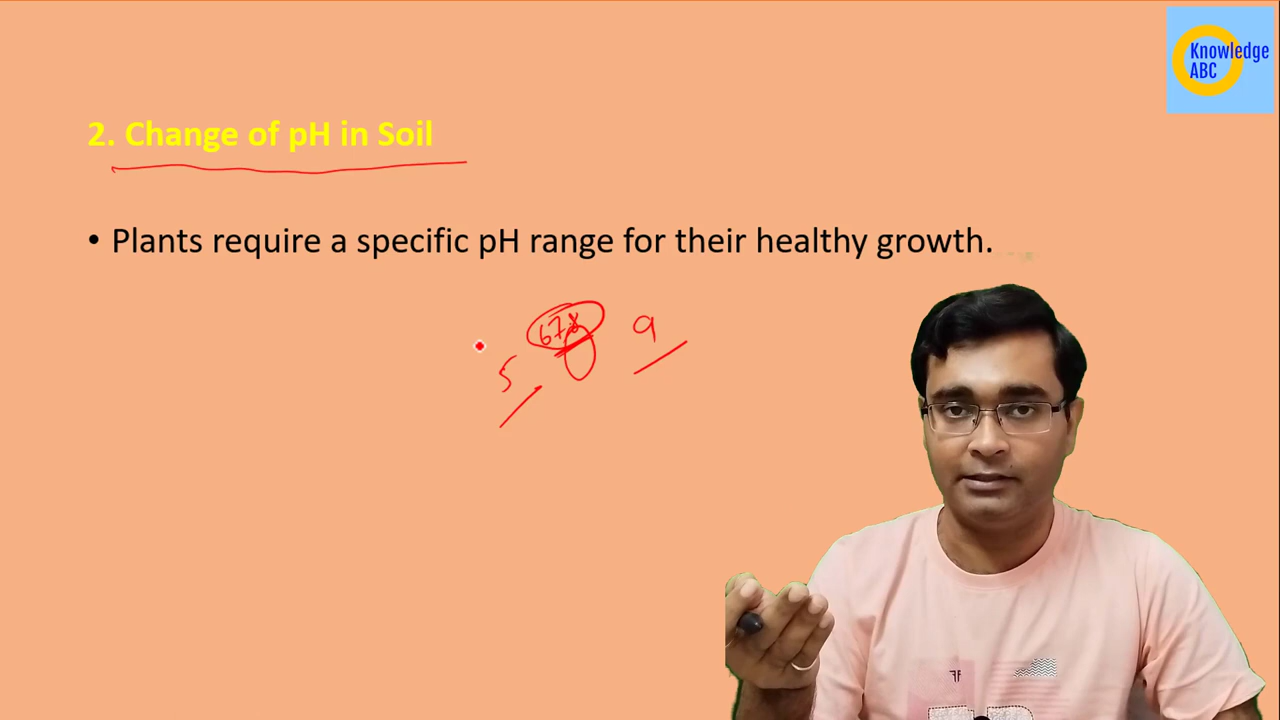 Knowledge
ABC
2. Change of pH in Soil
• Plants require a specific pH range for their healthy growth.
678 9
5